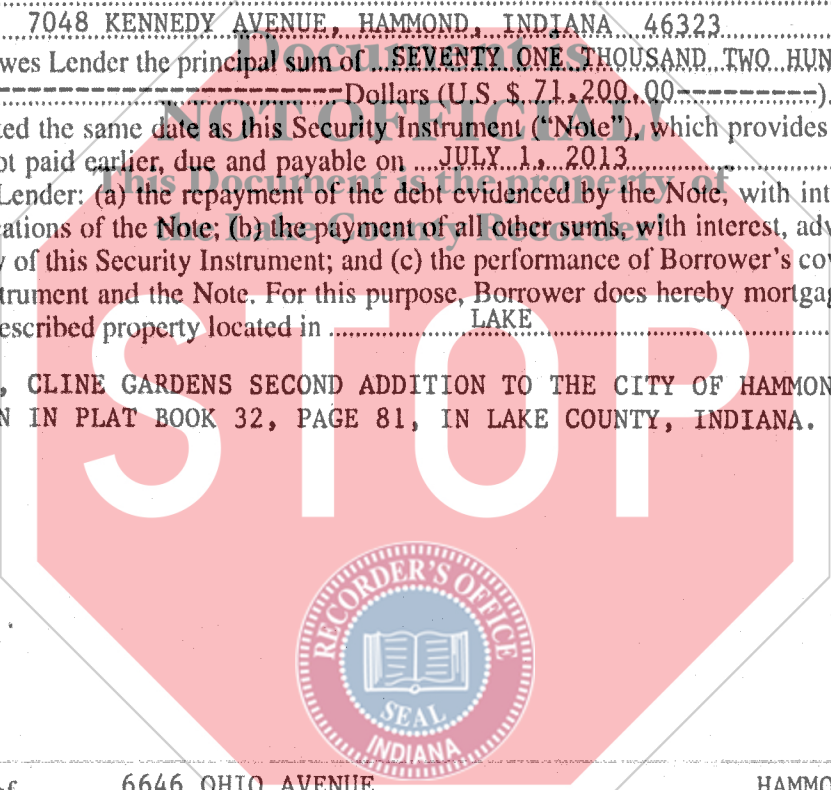 7048 KENNEDY AVENUE, HAMMOND, INDIANA 46323
Document is
wes Lender the principal sum of SEVENTY ONE THOUSAND TWO HUN
Dollars (U.S. $ 71,200.00------------).
NOT OFFICIAL!
ed the same date as this Security Instrument (“Note”), which provides
ot paid earlier, due and payable on JULY 1, 2013
This Document is the property of
Lender: (a) the repayment of the debt evidenced by the Note, with int
the Lake County Recorder!
ations of the Note; (b) the payment of all other sums, with interest, adv
of this Security Instrument; and (c) the performance of Borrower's co
trument and the Note. For this purpose, Borrower does hereby mortga
escribed property located in LAKE
, CLINE GARDENS SECOND ADDITION TO THE CITY OF HAMMON
N IN PLAT BOOK 32, PAGE 81, IN LAKE COUNTY, INDIANA.
STOP
RECORDER'S OFFICE
SEAL
INDIANA
6646 OHIO AVENUE HAMMO